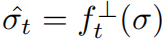 σ̂_t = f_t^⊥(σ)